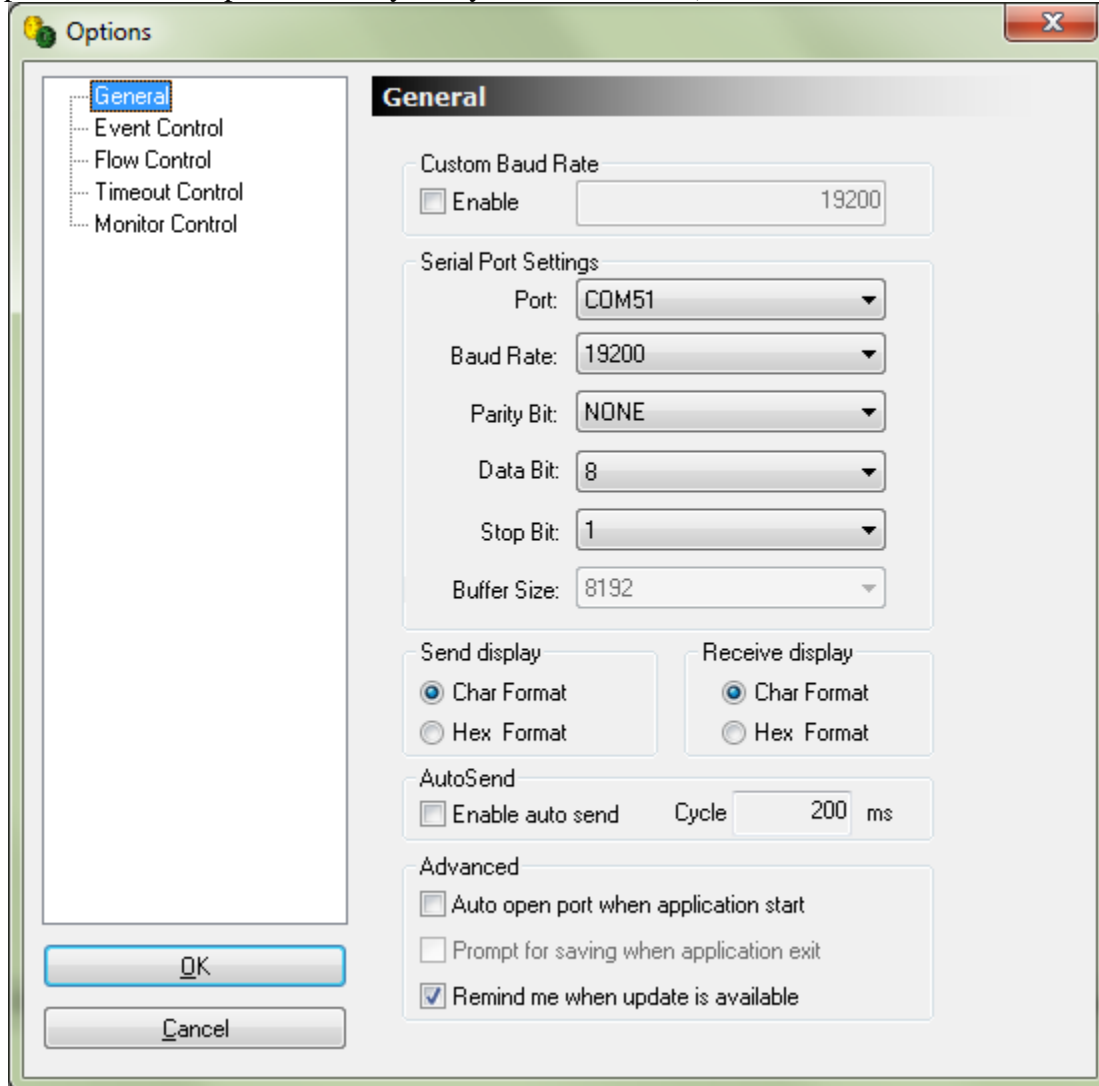 Options
General
Event Control
Flow Control
Timeout Control
Monitor Control
OK
Cancel
General
Custom Baud Rate
Enable 19200
Serial Port Settings
Port: COM51
Baud Rate: 19200
Parity Bit: NONE
Data Bit: 8
Stop Bit: 1
Buffer Size: 8192
Send display
Char Format
Hex Format
Receive display
Char Format
Hex Format
AutoSend
Enable auto send Cycle 200 ms
Advanced
Auto open port when application start
Prompt for saving when application exit
Remind me when update is available